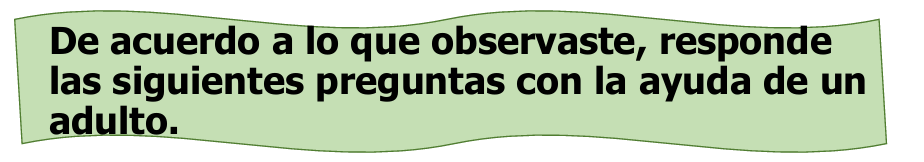 De acuerdo a lo que observaste, responde
las siguientes preguntas con la ayuda de un
adulto.